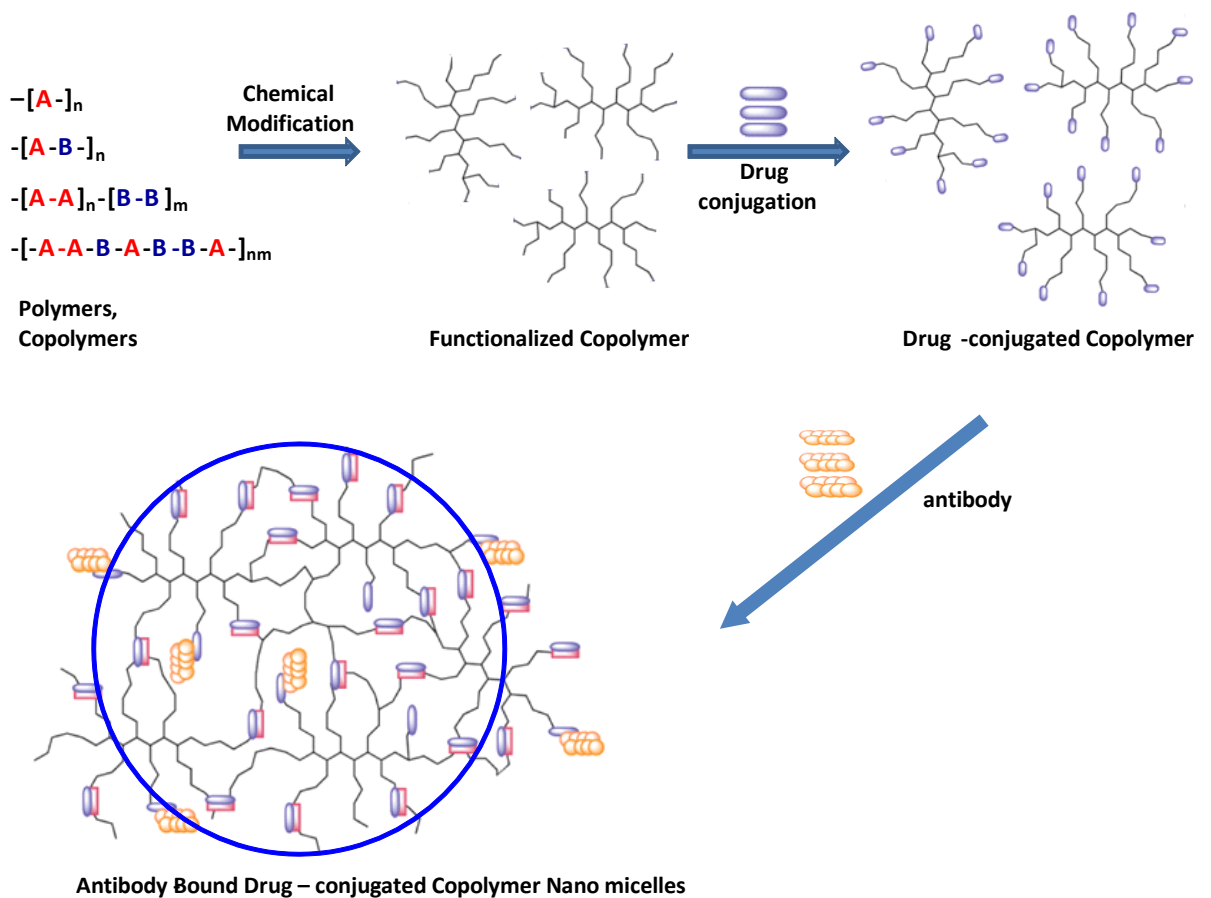 –[A-]n
-[A-B-]n
-[A-A]n-[B-B]m
-[-A-A-B-A-B-B-A-]nm
Polymers,
Copolymers
Chemical
Modification
Functionalized Copolymer
Drug
conjugation
Drug -conjugated Copolymer
antibody
Antibody-Bound Drug – conjugated Copolymer Nano micelles